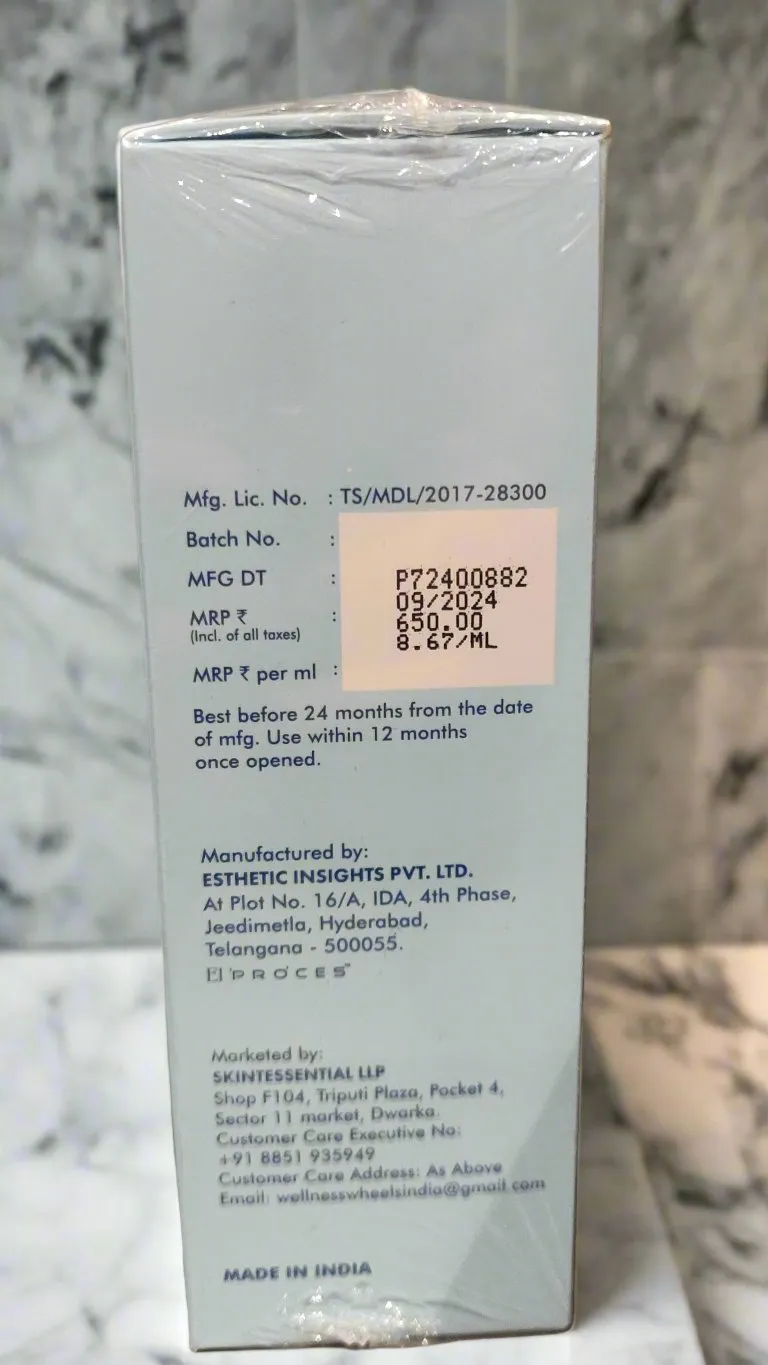 Mfg. Lic. No. : TS/MDL/2017-28300
Batch No. :
MFG DT :
MRP ₹ :
(Incl. of all taxes)
MRP ₹ per ml :
P72400882
09/2024
650.00
8.67/ML
Best before 24 months from the date
of mfg. Use within 12 months
once opened.
Manufactured by:
ESTHETIC INSIGHTS PVT. LTD.
At Plot No. 16/A, IDA, 4th Phase,
Jeedimetla, Hyderabad,
Telangana - 500055.
EI PROCES™
Marketed by:
SKINTESSENTIAL LLP
Shop F104, Triputi Plaza, Pocket 4,
Sector 11 market, Dwarka.
Customer Care Executive No:
+91 8851 935949
Customer Care Address: As Above
Email: wellnesswheelsindia@gmail.com
MADE IN INDIA